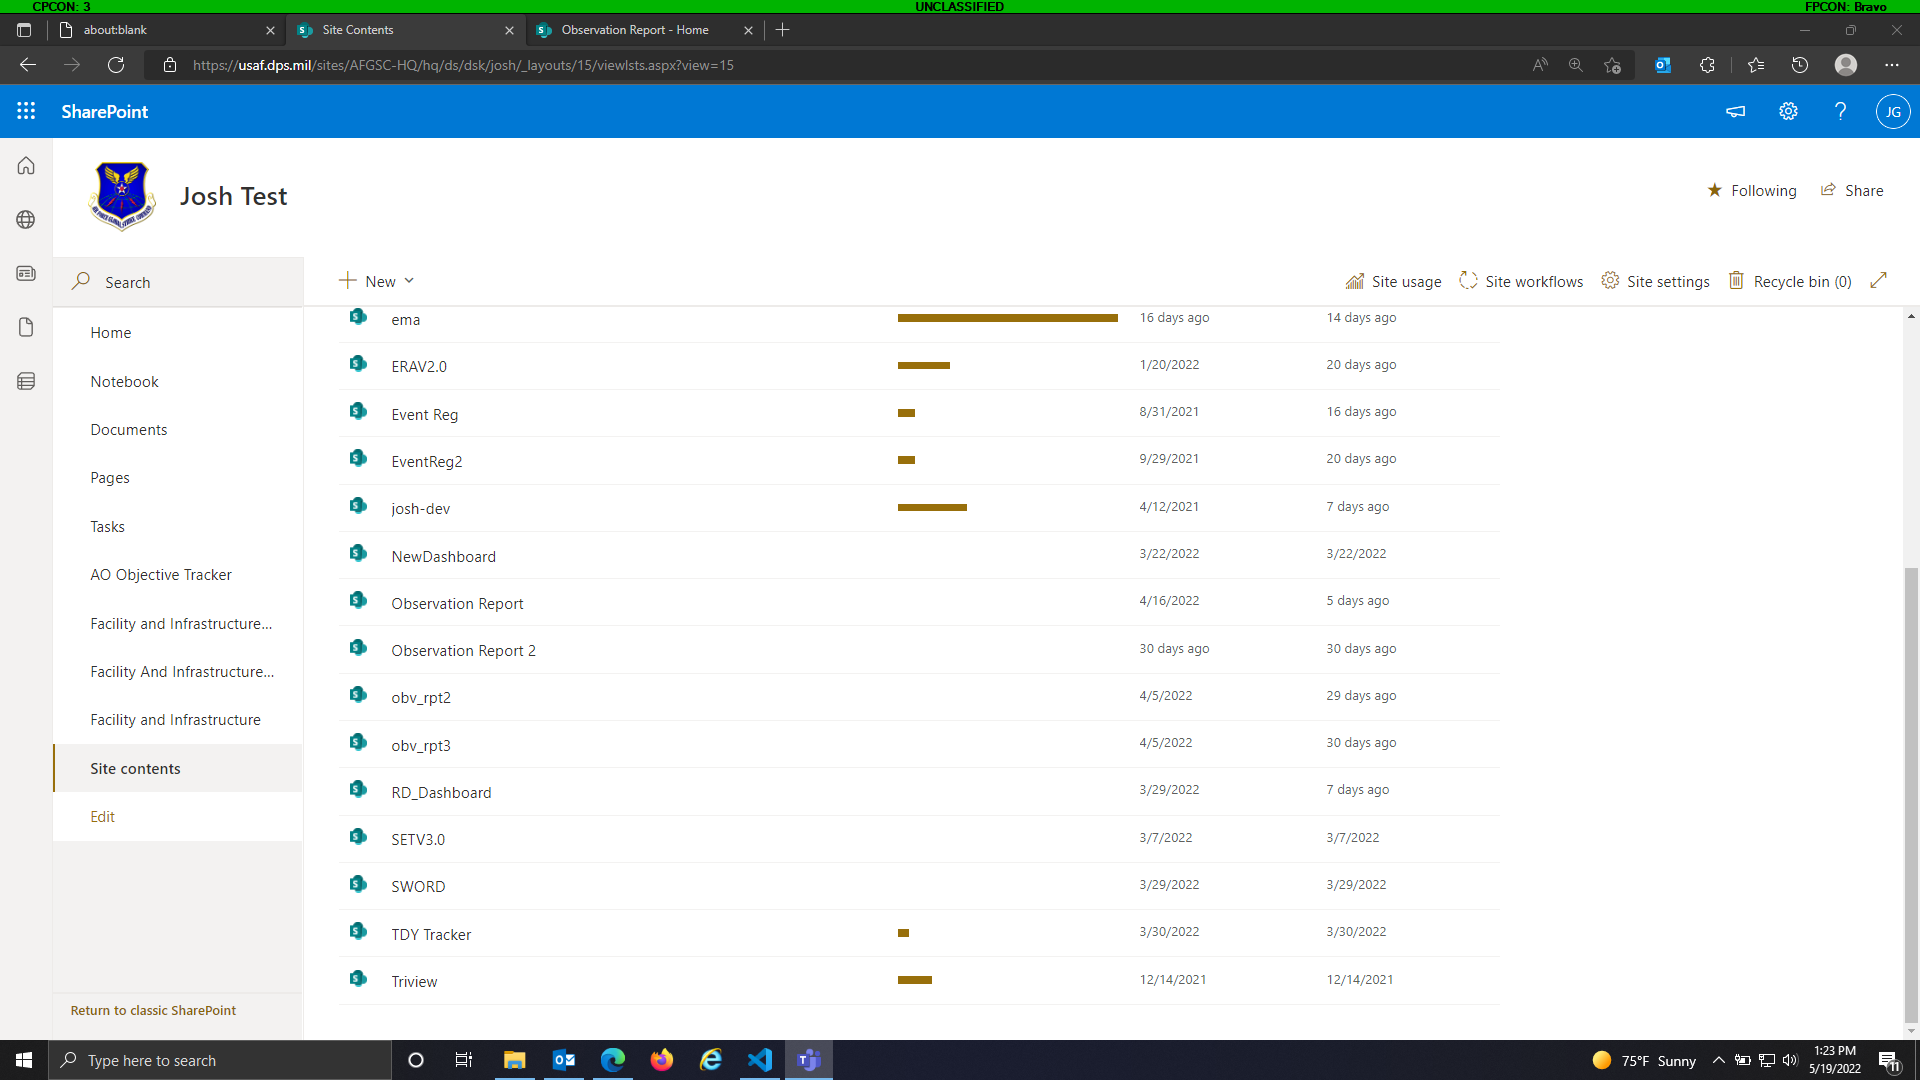 CPCON: 3 UNCLASSIFIED FPCON: Bravo
about:blank Site Contents Observation Report - Home
https://usaf.dps.mil/sites/AFGSC-HQ/hq/ds/dsk/josh/_layouts/15/viewlsts.aspx?view=15
SharePoint JG
Josh Test
Following Share
Search
New Site usage Site workflows Site settings Recycle bin (0)
Home
Notebook
Documents
Pages
Tasks
AO Objective Tracker
Facility and Infrastructure...
Facility And Infrastructure...
Facility and Infrastructure
Site contents
Edit
Return to classic SharePoint
ema 16 days ago 14 days ago
ERAV2.0 1/20/2022 20 days ago
Event Reg 8/31/2021 16 days ago
EventReg2 9/29/2021 20 days ago
josh-dev 4/12/2021 7 days ago
NewDashboard 3/22/2022 3/22/2022
Observation Report 4/16/2022 5 days ago
Observation Report 2 30 days ago 30 days ago
obv_rpt2 4/5/2022 29 days ago
obv_rpt3 4/5/2022 30 days ago
RD_Dashboard 3/29/2022 7 days ago
SETV3.0 3/7/2022 3/7/2022
SWORD 3/29/2022 3/29/2022
TDY Tracker 3/30/2022 3/30/2022
Triview 12/14/2021 12/14/2021
Type here to search 75°F Sunny 1:23 PM
5/19/2022 11